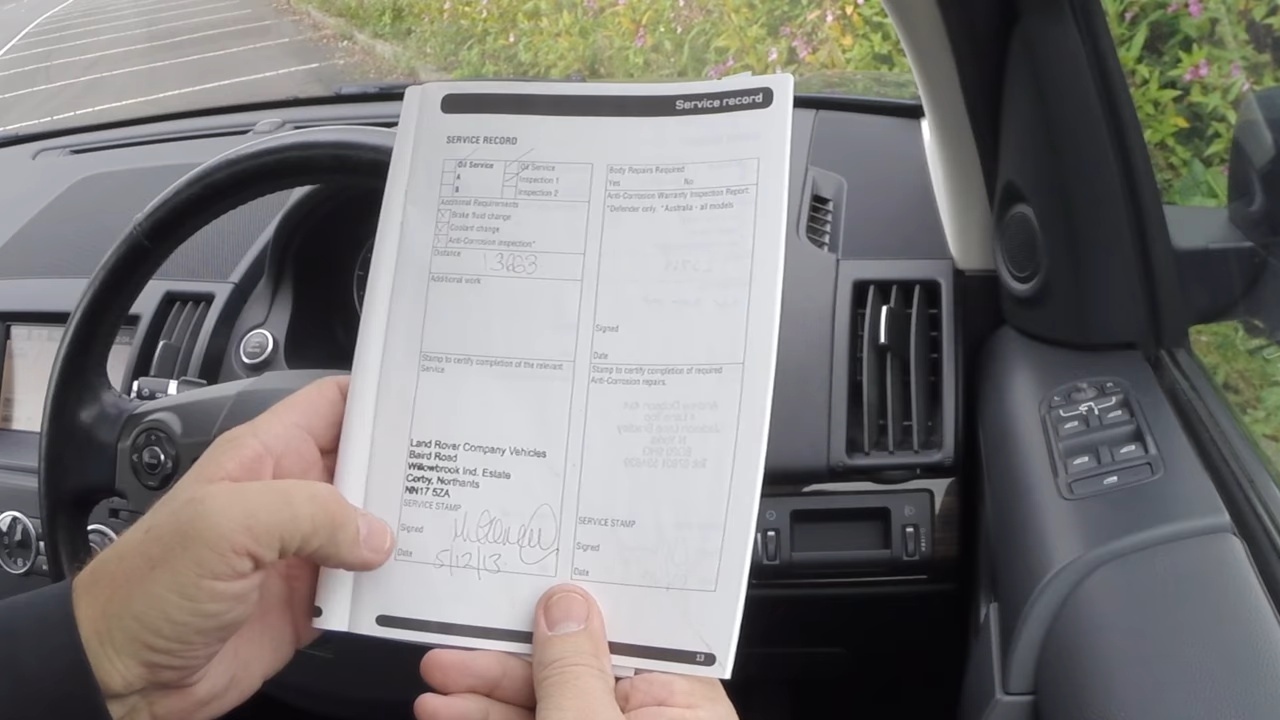 Service record
SERVICE RECORD
Oil Service
A
B
Oil Service
Inspection 1
Inspection 2
Additional Requirements
Brake fluid change
Coolant change
Anti-Corrosion inspection*
Distance
13663
Additional work
Stamp to certify completion of the relevant
Service.
Land Rover Company Vehicles
Baird Road
Willowbrook Ind. Estate
Corby, Northants
NN17 5ZA
SERVICE STAMP
Signed
Date
5/12/13.
Body Repairs Required
Yes No
Anti-Corrosion Warranty Inspection Report.
*Defender only. *Australia - all models
Signed
Date
Stamp to certify completion of required
Anti-Corrosion repairs.
SERVICE STAMP
Signed
Date
13